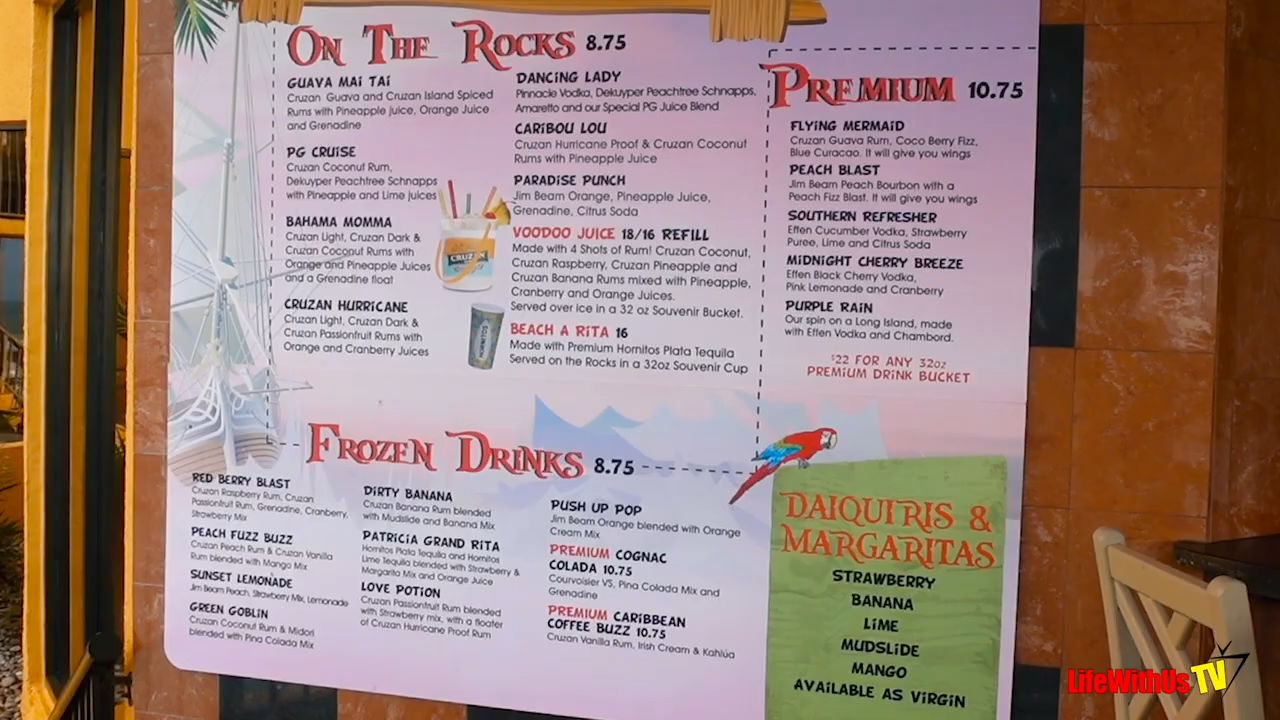 ON THE ROCKS 8.75
GUAVA MAI TAI
Cruzan Guava and Cruzan Island Spiced
Rums with Pineapple juice, Orange Juice
and Grenadine
PG CRUISE
Cruzan Coconut Rum,
Dekuyper Peachtree Schnapps
with Pineapple and Lime juices
BAHAMA MOMMA
Cruzan Light, Cruzan Dark &
Cruzan Coconut Rums with
Orange and Pineapple Juices
and a Grenadine float
CRUZAN HURRICANE
Cruzan Light, Cruzan Dark &
Cruzan Passionfruit Rums with
Orange and Cranberry Juices
DANCING LADY
Pinnacle Vodka, Dekuyper Peachtree Schnapps,
Amaretto and our Special PG Juice Blend
CARIBOU LOU
Cruzan Hurricane Proof & Cruzan Coconut
Rums with Pineapple Juice
PARADISE PUNCH
Jim Beam Orange, Pineapple Juice,
Grenadine, Citrus Soda
VOODOO JUICE 18/16 REFILL
Made with 4 Shots of Rum! Cruzan Coconut,
Cruzan Raspberry, Cruzan Pineapple and
Cruzan Banana Rums mixed with Pineapple,
Cranberry and Orange Juices.
Served over ice in a 32 oz Souvenir Bucket.
BEACH A RITA 16
Made with Premium Hornitos Plata Tequila
Served on the Rocks in a 32oz Souvenir Cup
CRUZAN
HORNITOS
PREMIUM 10.75
FLYING MERMAID
Cruzan Guava Rum, Coco Berry Fizz,
Blue Curacao. It will give you wings
PEACH BLAST
Jim Beam Peach Bourbon with a
Peach Fizz Blast. It will give you wings
SOUTHERN REFRESHER
Effen Cucumber Vodka, Strawberry
Puree, Lime and Citrus Soda
MIDNIGHT CHERRY BREEZE
Effen Black Cherry Vodka,
Pink Lemonade and Cranberry
PURPLE RAIN
Our spin on a Long Island, made
with Effen Vodka and Chambord.
$22 FOR ANY 32oz
PREMIUM DRINK BUCKET
FROZEN DRINKS 8.75
RED BERRY BLAST
Cruzan Raspberry Rum, Cruzan
Passionfruit Rum, Grenadine, Cranberry,
Strawberry Mix
PEACH FUZZ BUZZ
Cruzan Peach Rum & Cruzan Vanilla
Rum blended with Mango Mix
SUNSET LEMONADE
Jim Beam Peach, Strawberry Mix, Lemonade
GREEN GOBLIN
Cruzan Coconut Rum & Midori
blended with Pina Colada Mix
DIRTY BANANA
Cruzan Banana Rum blended
with Mudslide and Banana Mix
PATRICIA GRAND RITA
Hornitos Plata Tequila and Hornitos
Lime Tequila blended with Strawberry &
Margarita Mix and Orange Juice
LOVE POTION
Cruzan Passionfruit Rum blended
with Strawberry mix, with a floater
of Cruzan Hurricane Proof Rum
PUSH UP POP
Jim Beam Orange blended with Orange
Cream Mix
PREMIUM COGNAC
COLADA 10.75
Courvoisier VS, Pina Colada Mix and
Grenadine
PREMIUM CARIBBEAN
COFFEE BUZZ 10.75
Cruzan Vanilla Rum, Irish Cream & Kahlúa
DAIQUIRIS &
MARGARITAS
STRAWBERRY
BANANA
LIME
MUDSLIDE
MANGO
AVAILABLE AS VIRGIN
LifeWithUs TV